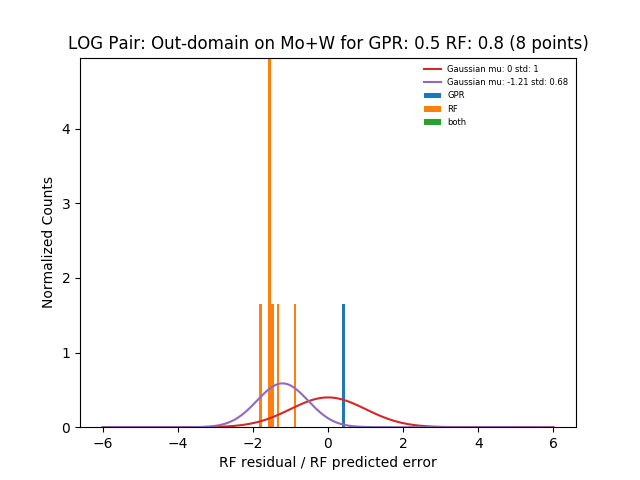 LOG Pair: Out-domain on Mo+W for GPR: 0.5 RF: 0.8 (8 points)
Gaussian mu: 0 std: 1
Gaussian mu: -1.21 std: 0.68
GPR
RF
both
Normalized Counts
4
3
2
1
0
−6 −4 −2 0 2 4 6
RF residual / RF predicted error